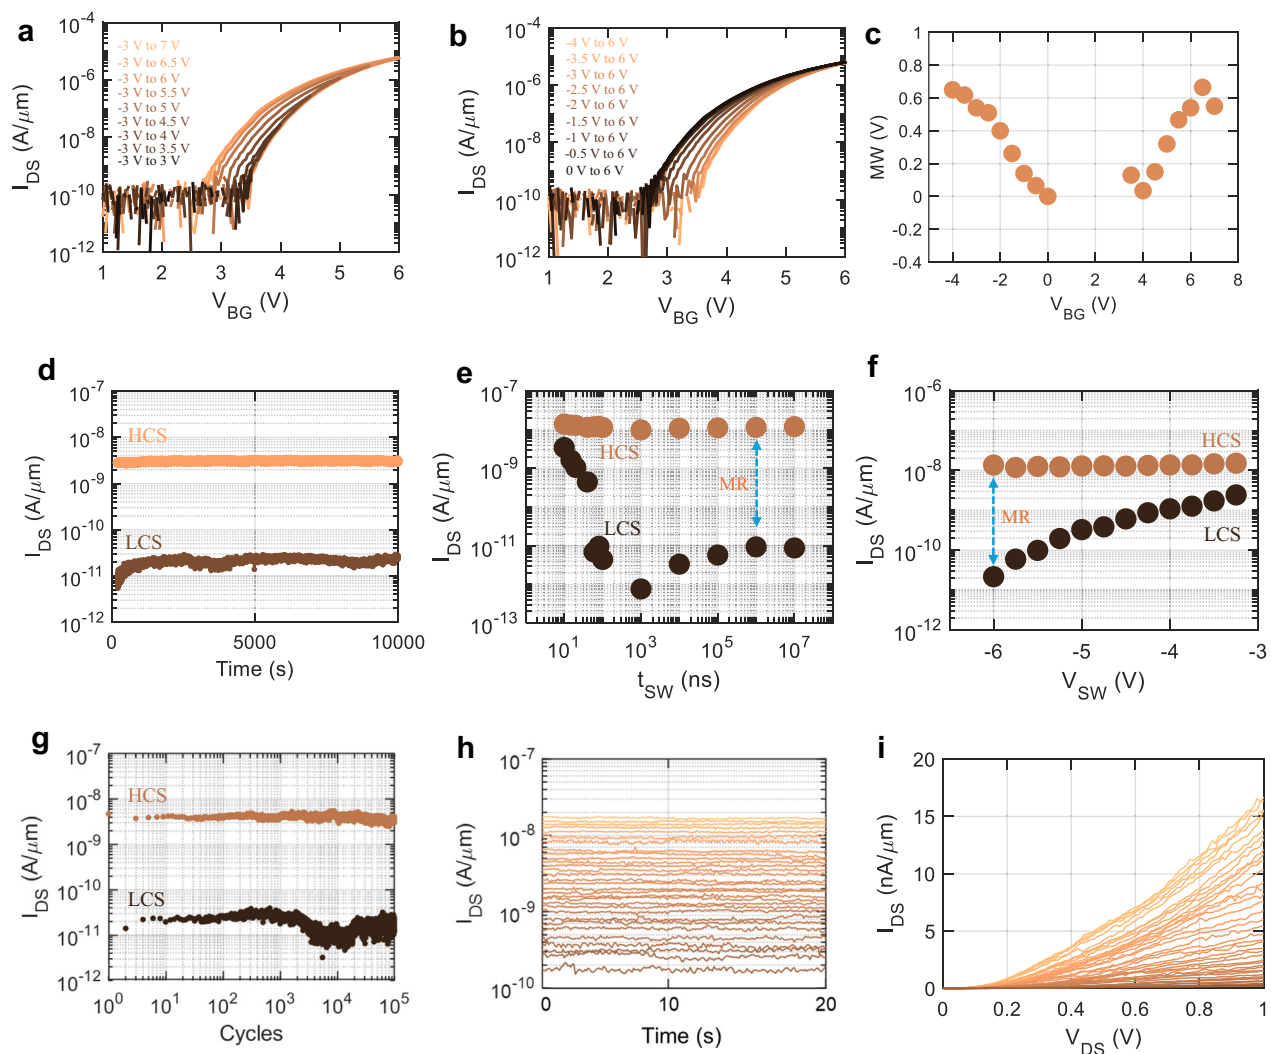 a
10^-4
10^-6
10^-8
10^-10
10^-12
I_DS (A/μm)
-3 V to 7 V
-3 V to 6.5 V
-3 V to 6 V
-3 V to 5.5 V
-3 V to 5 V
-3 V to 4.5 V
-3 V to 4 V
-3 V to 3.5 V
-3 V to 3 V
1 2 3 4 5 6
V_BG (V)
b
10^-4
10^-6
10^-8
10^-10
10^-12
I_DS (A/μm)
-4 V to 6 V
-3.5 V to 6 V
-3 V to 6 V
-2.5 V to 6 V
-2 V to 6 V
-1.5 V to 6 V
-1 V to 6 V
-0.5 V to 6 V
0 V to 6 V
1 2 3 4 5 6
V_BG (V)
c
1
0.8
0.6
0.4
0.2
0
-0.2
-0.4
MW (V)
-4 -2 0 2 4 6 8
V_BG (V)
d
10^-7
10^-8
10^-9
10^-10
10^-11
10^-12
I_DS (A/μm)
HCS
LCS
0 5000 10000
Time (s)
e
10^-7
10^-9
10^-11
10^-13
I_DS (A/μm)
HCS
MR
LCS
10^1 10^3 10^5 10^7
t_SW (ns)
f
10^-6
10^-8
10^-10
10^-12
I_DS (A/μm)
HCS
MR
LCS
-6 -5 -4 -3
V_SW (V)
g
10^-7
10^-8
10^-9
10^-10
10^-11
10^-12
I_DS (A/μm)
HCS
LCS
10^0 10^1 10^2 10^3 10^4 10^5
Cycles
h
10^-7
10^-8
10^-9
10^-10
I_DS (A/μm)
0 10 20
Time (s)
i
20
15
10
5
0
I_DS (nA/μm)
0 0.2 0.4 0.6 0.8 1
V_DS (V)